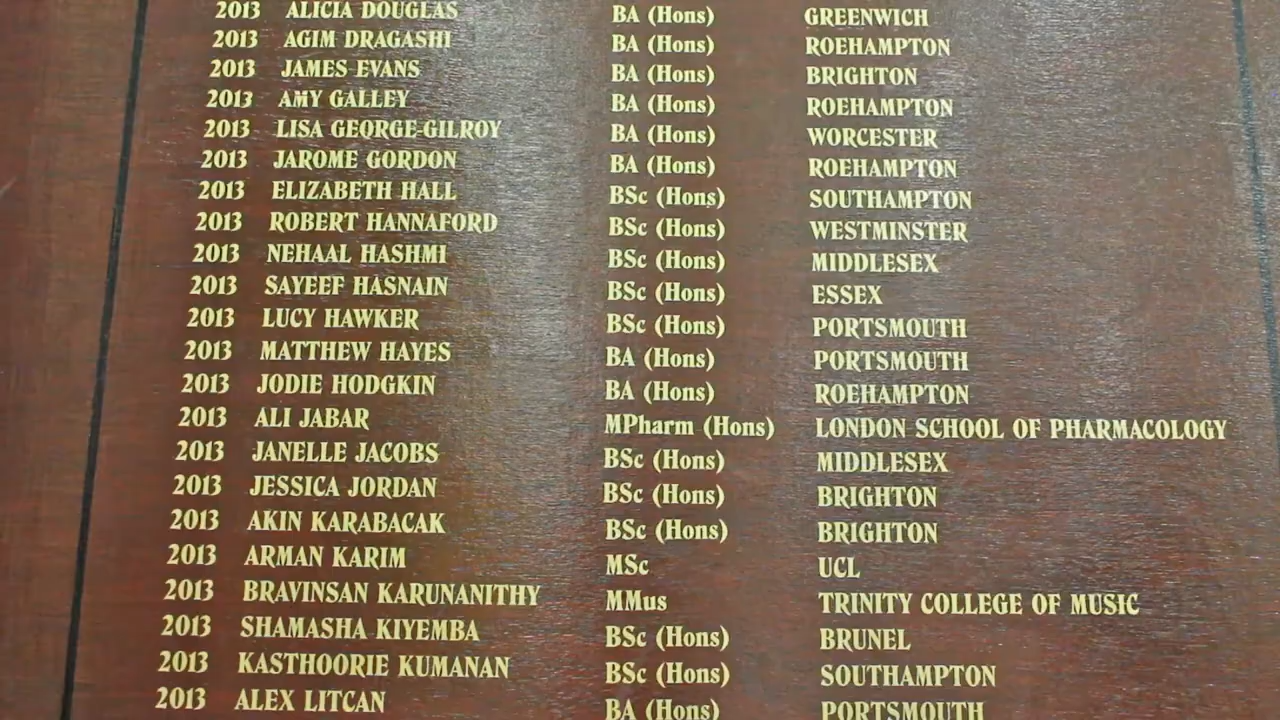 2013 ALICIA DOUGLAS BA (Hons) GREENWICH
2013 AGIM DRAGASHI BA (Hons) ROEHAMPTON
2013 JAMES EVANS BA (Hons) BRIGHTON
2013 AMY GALLEY BA (Hons) ROEHAMPTON
2013 LISA GEORGE-GILROY BA (Hons) WORCESTER
2013 JAROME GORDON BA (Hons) ROEHAMPTON
2013 ELIZABETH HALL BSc (Hons) SOUTHAMPTON
2013 ROBERT HANNAFORD BSc (Hons) WESTMINSTER
2013 NEHAAL HASHMI BSc (Hons) MIDDLESEX
2013 SAYEEF HASNAIN BSc (Hons) ESSEX
2013 LUCY HAWKER BSc (Hons) PORTSMOUTH
2013 MATTHEW HAYES BA (Hons) PORTSMOUTH
2013 JODIE HODGKIN BA (Hons) ROEHAMPTON
2013 ALI JABAR MPharm (Hons) LONDON SCHOOL OF PHARMACOLOGY
2013 JANELLE JACOBS BSc (Hons) MIDDLESEX
2013 JESSICA JORDAN BSc (Hons) BRIGHTON
2013 AKIN KARABACAK BSc (Hons) BRIGHTON
2013 ARMAN KARIM MSc UCL
2013 BRAVINSAN KARUNANITHY MMus TRINITY COLLEGE OF MUSIC
2013 SHAMASHA KIYEMBA BSc (Hons) BRUNEL
2013 KASTHOORIE KUMANAN BSc (Hons) SOUTHAMPTON
2013 ALEX LITCAN BA (Hons) PORTSMOUTH